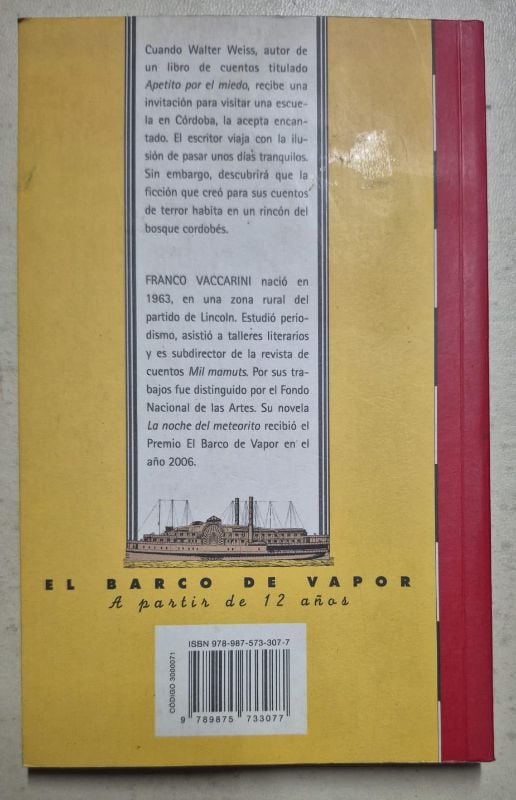 Cuando Walter Weiss, autor de
un libro de cuentos titulado
Apetito por el miedo, recibe una
invitación para visitar una escue-
la en Córdoba, la acepta encan-
tado. El escritor viaja con la ilu-
sión de pasar unos días tranquilos.
Sin embargo, descubrirá que la
ficción que creó para sus cuentos
de terror habita en un rincón del
bosque cordobés.
FRANCO VACCARINI nació en
1963, en una zona rural del
partido de Lincoln. Estudió perio-
dismo, asistió a talleres literarios
y es subdirector de la revista de
cuentos Mil mamuts. Por sus tra-
bajos fue distinguido por el Fondo
Nacional de las Artes. Su novela
La noche del meteorito recibió el
Premio El Barco de Vapor en el
año 2006.
EL BARCO DE VAPOR
A partir de 12 años
CODIGO 3000071
ISBN 978-987-573-307-7
9 789875 733077